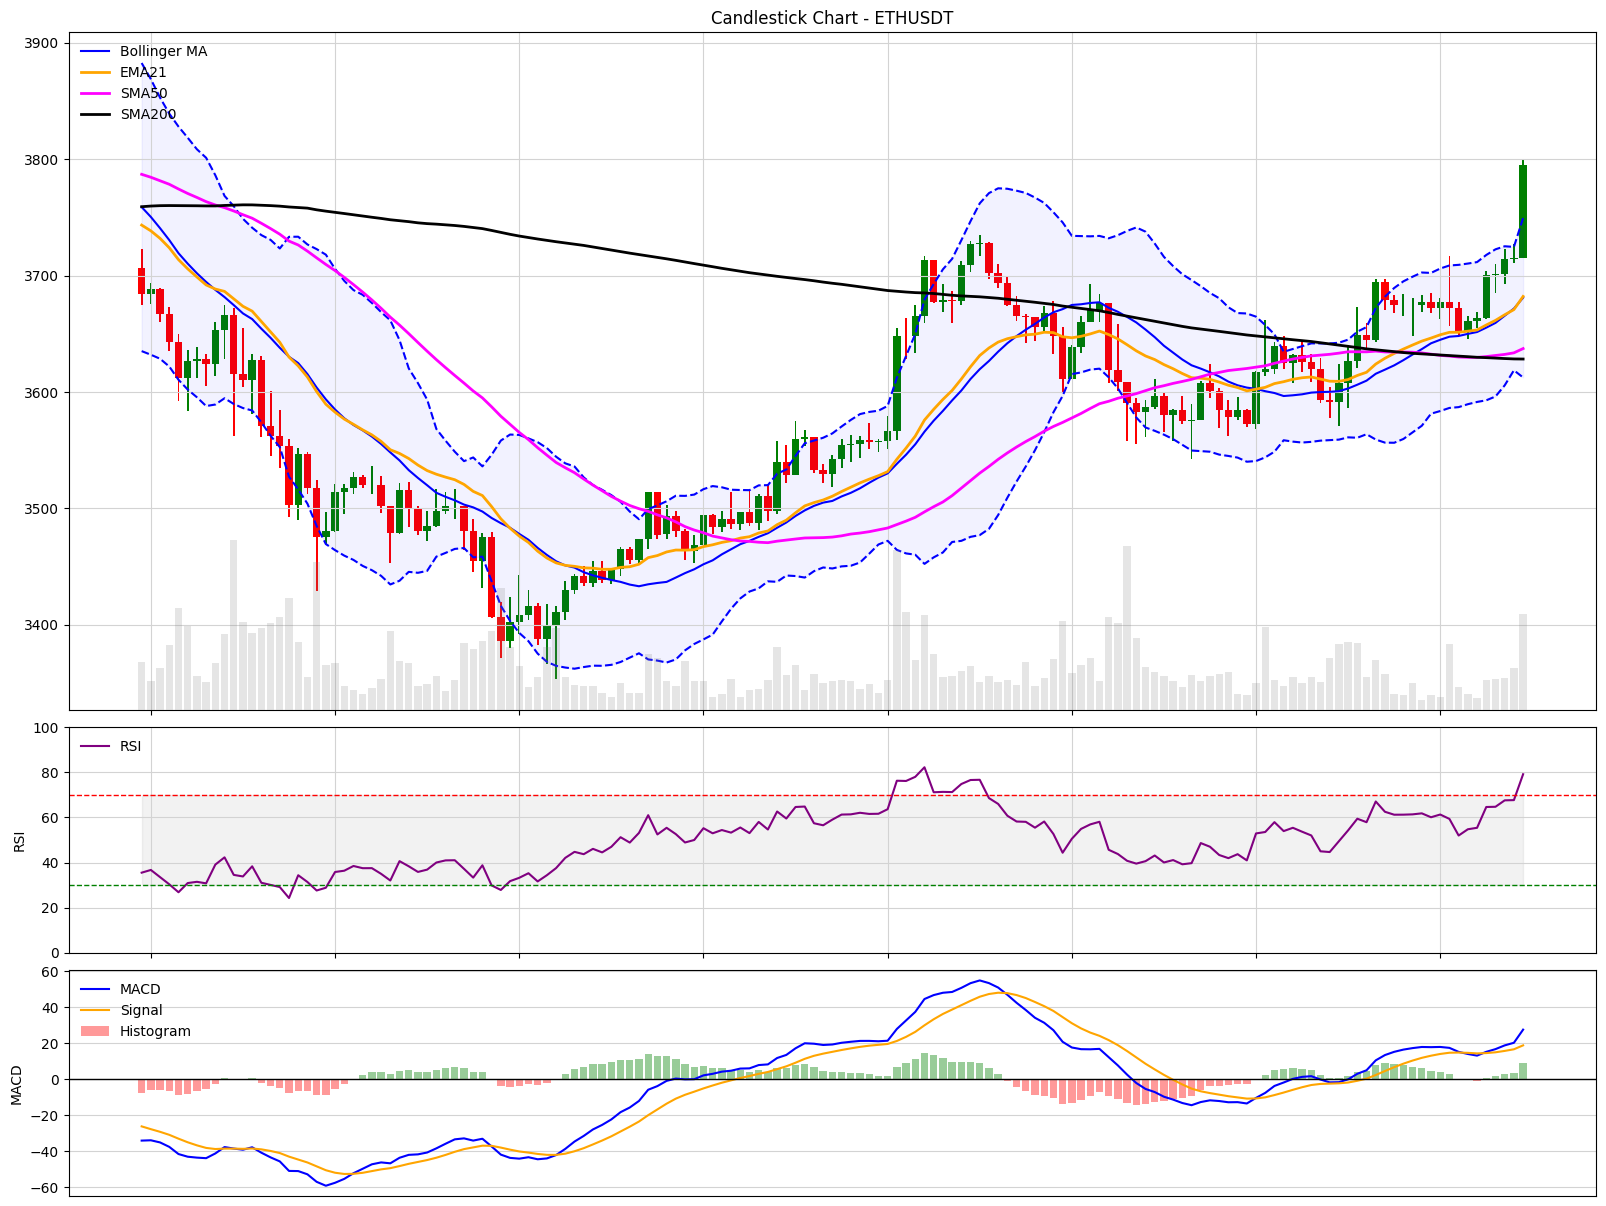 Candlestick Chart - ETHUSDT
3900
3800
3700
3600
3500
3400
Bollinger MA
EMA21
SMA50
SMA200
100
80
60
40
20
0
RSI
RSI
60
40
20
0
−20
−40
−60
MACD
MACD
Signal
Histogram